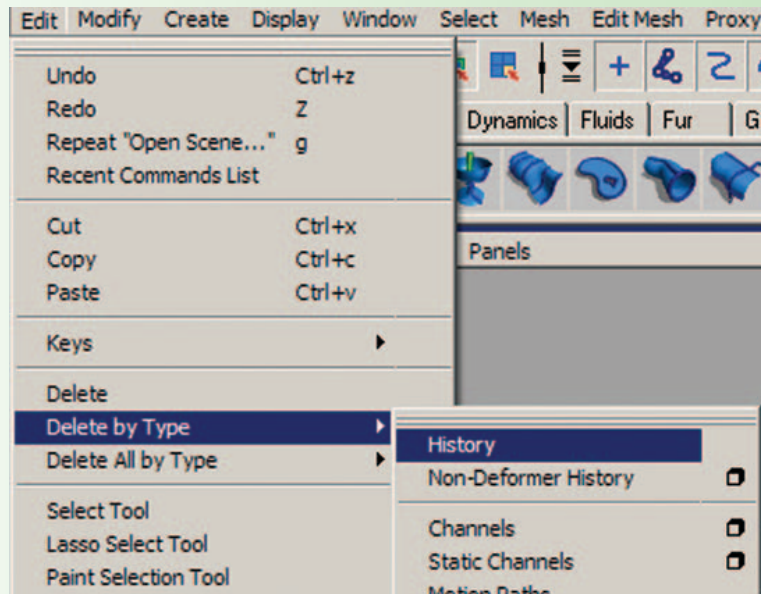 Edit Modify Create Display Window Select Mesh Edit Mesh Proxy
Undo Ctrl+z
Redo Z
Repeat "Open Scene..." g
Recent Commands List
Cut Ctrl+x
Copy Ctrl+c
Paste Ctrl+v
Keys
Delete
Delete by Type
Delete All by Type
Select Tool
Lasso Select Tool
Paint Selection Tool
Dynamics Fluids Fur G
Panels
History
Non-Deformer History
Channels
Static Channels
Motion Paths